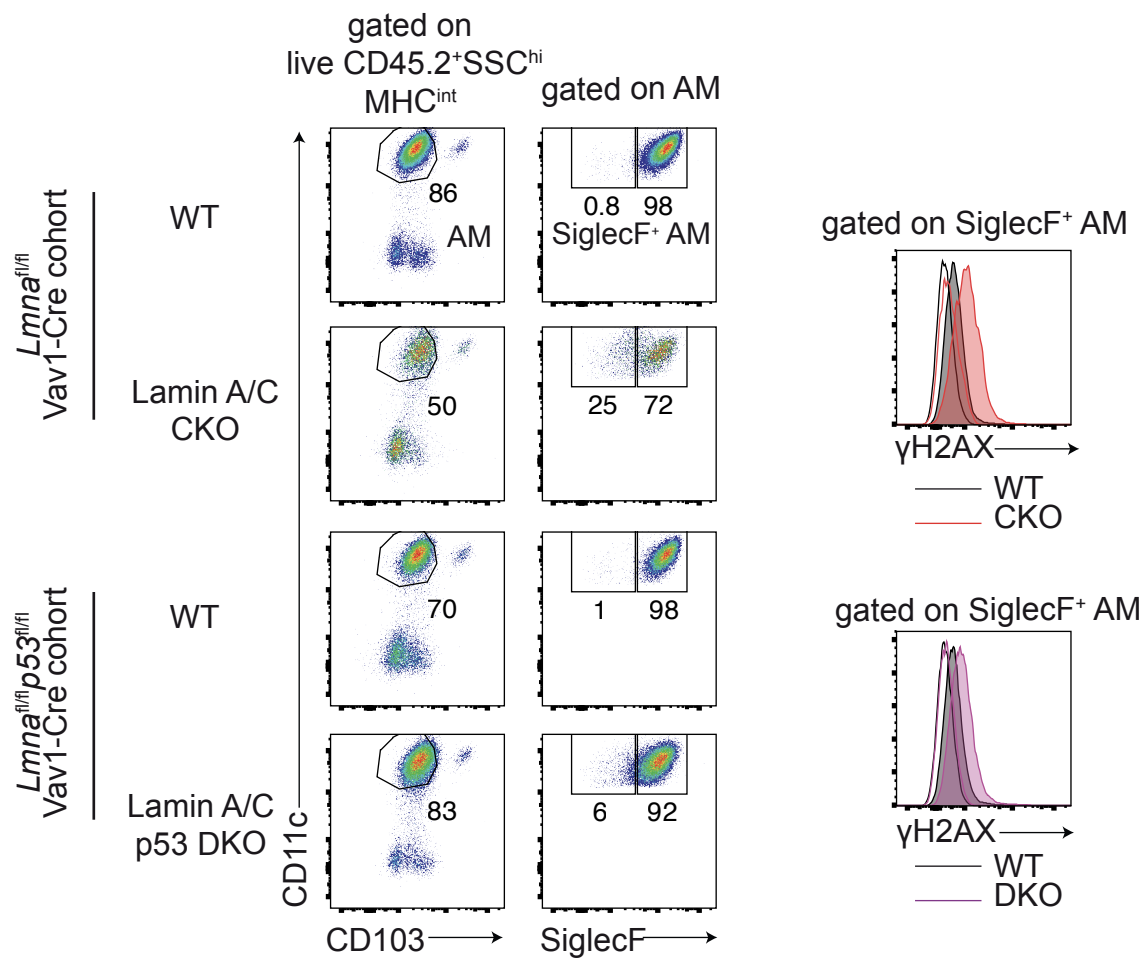 gated on
live CD45.2⁺SSCʰⁱ
MHCⁱⁿᵗ
gated on AM
Lmnaᶠˡ/ᶠˡ
Vav1-Cre cohort
WT
86
AM
0.8
98
SiglecF⁺ AM
Lamin A/C
CKO
50
25
72
gated on SiglecF⁺ AM
γH2AX
WT
CKO
Lmnaᶠˡ/ᶠˡp53ᶠˡ/ᶠˡ
Vav1-Cre cohort
WT
70
1
98
Lamin A/C
p53 DKO
83
6
92
gated on SiglecF⁺ AM
γH2AX
WT
DKO
CD11c
CD103
SiglecF